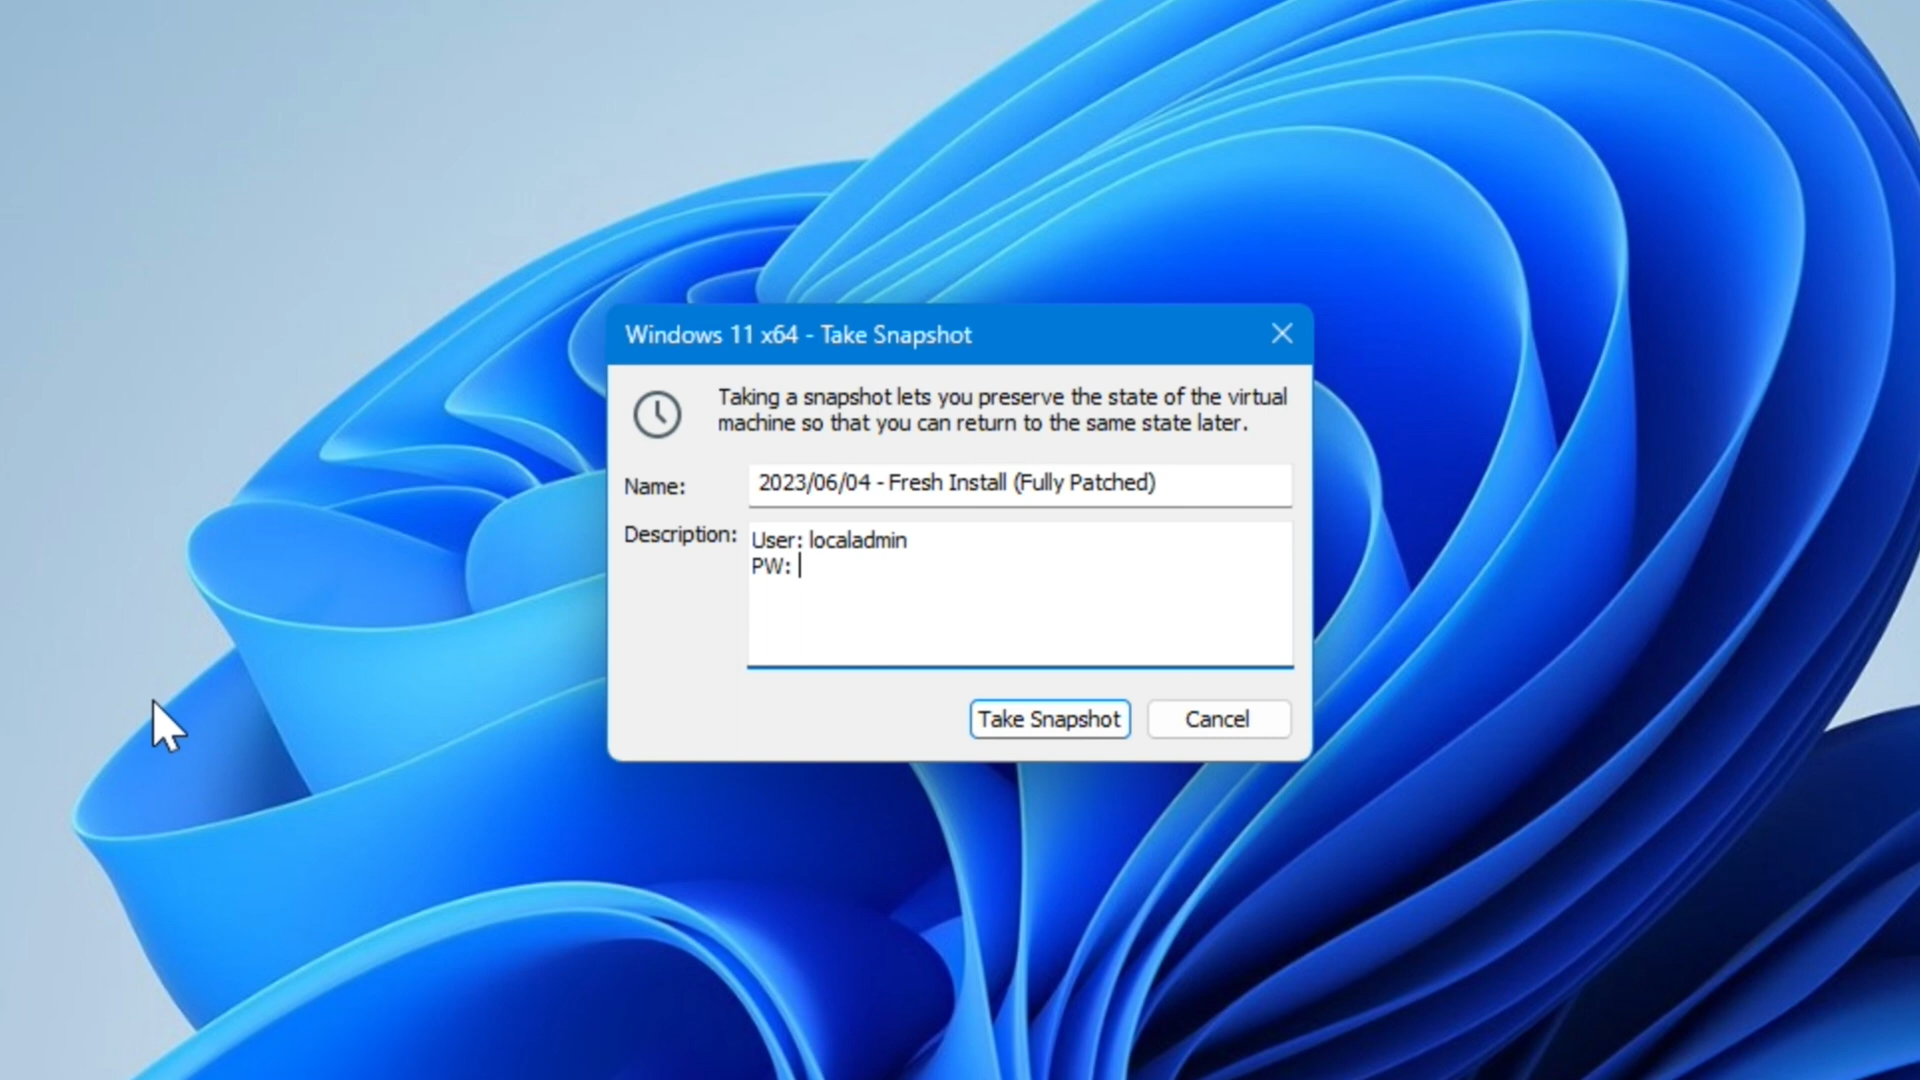 Windows 11 x64 - Take Snapshot
Taking a snapshot lets you preserve the state of the virtual
machine so that you can return to the same state later.
Name: 2023/06/04 - Fresh Install (Fully Patched)
Description: User: localadmin
PW:
Take Snapshot Cancel